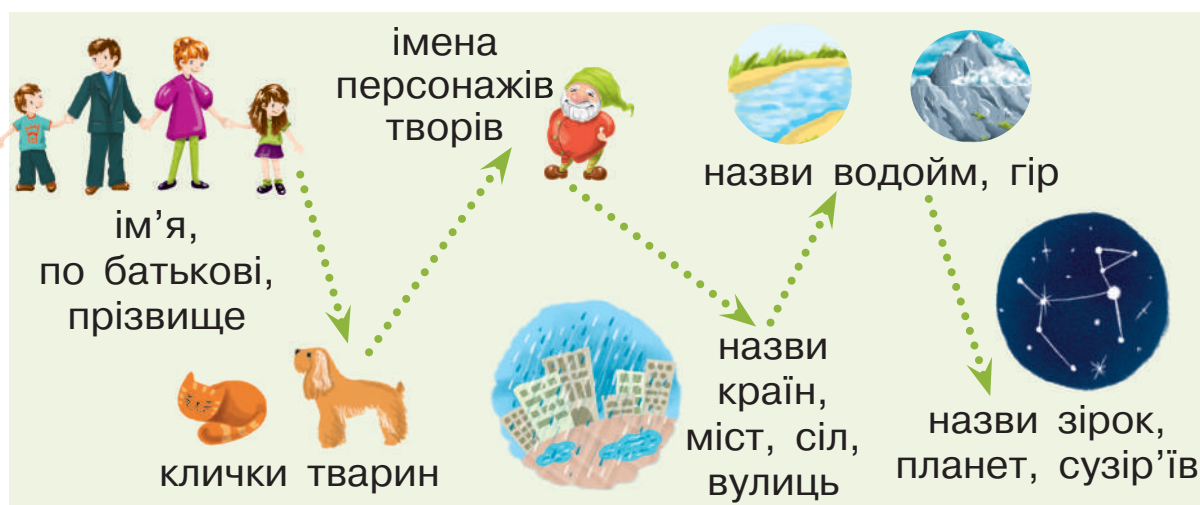 ім’я,
по батькові,
прізвище
клички тварин
імена
персонажів
творів
назви
країн,
міст, сіл,
вулиць
назви водойм, гір
назви зірок,
планет, сузір’їв